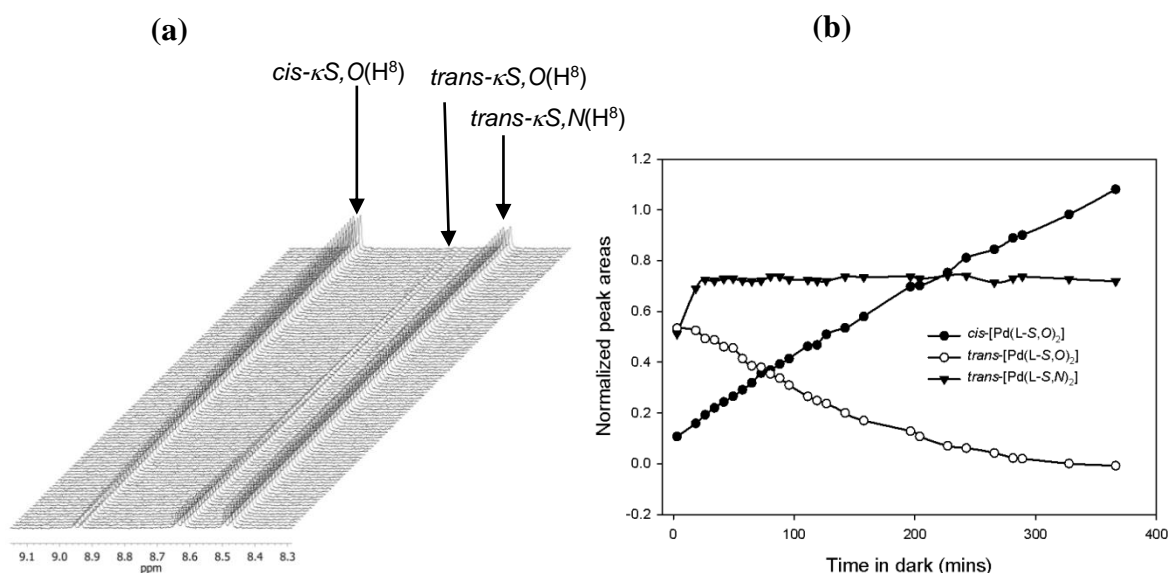 (a)
cis-κS,O(H⁸)
trans-κS,O(H⁸)
trans-κS,N(H⁸)
9.1 9.0 8.9 8.8 8.7 8.6 8.5 8.4 8.3
ppm
(b)
Normalized peak areas
1.2
1.0
0.8
0.6
0.4
0.2
0.0
-0.2
cis-[Pd(L-S,O)₂]
trans-[Pd(L-S,O)₂]
trans-[Pd(L-S,N)₂]
0 100 200 300 400
Time in dark (mins)